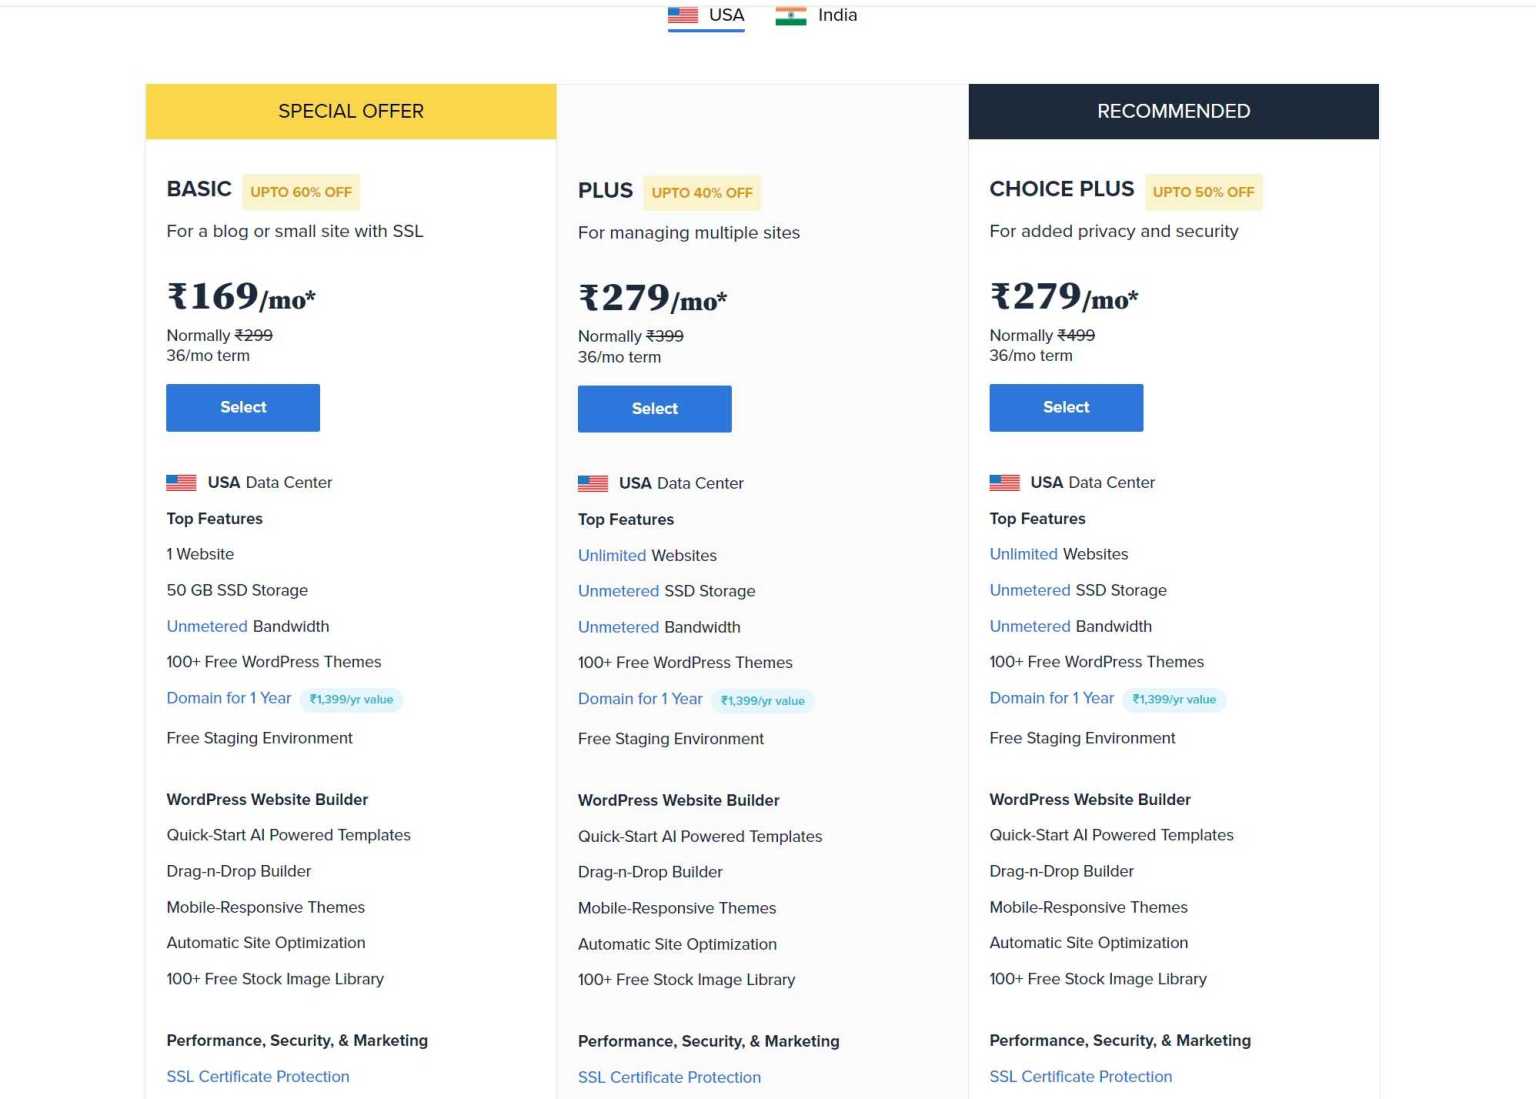 USA India
SPECIAL OFFER
BASIC UPTO 60% OFF
For a blog or small site with SSL
₹169/mo*
Normally ₹299
36/mo term
Select
USA Data Center
Top Features
1 Website
50 GB SSD Storage
Unmetered Bandwidth
100+ Free WordPress Themes
Domain for 1 Year ₹1,399/yr value
Free Staging Environment
WordPress Website Builder
Quick-Start AI Powered Templates
Drag-n-Drop Builder
Mobile-Responsive Themes
Automatic Site Optimization
100+ Free Stock Image Library
Performance, Security, & Marketing
SSL Certificate Protection
PLUS UPTO 40% OFF
For managing multiple sites
₹279/mo*
Normally ₹399
36/mo term
Select
USA Data Center
Top Features
Unlimited Websites
Unmetered SSD Storage
Unmetered Bandwidth
100+ Free WordPress Themes
Domain for 1 Year ₹1,399/yr value
Free Staging Environment
WordPress Website Builder
Quick-Start AI Powered Templates
Drag-n-Drop Builder
Mobile-Responsive Themes
Automatic Site Optimization
100+ Free Stock Image Library
Performance, Security, & Marketing
SSL Certificate Protection
RECOMMENDED
CHOICE PLUS UPTO 50% OFF
For added privacy and security
₹279/mo*
Normally ₹499
36/mo term
Select
USA Data Center
Top Features
Unlimited Websites
Unmetered SSD Storage
Unmetered Bandwidth
100+ Free WordPress Themes
Domain for 1 Year ₹1,399/yr value
Free Staging Environment
WordPress Website Builder
Quick-Start AI Powered Templates
Drag-n-Drop Builder
Mobile-Responsive Themes
Automatic Site Optimization
100+ Free Stock Image Library
Performance, Security, & Marketing
SSL Certificate Protection